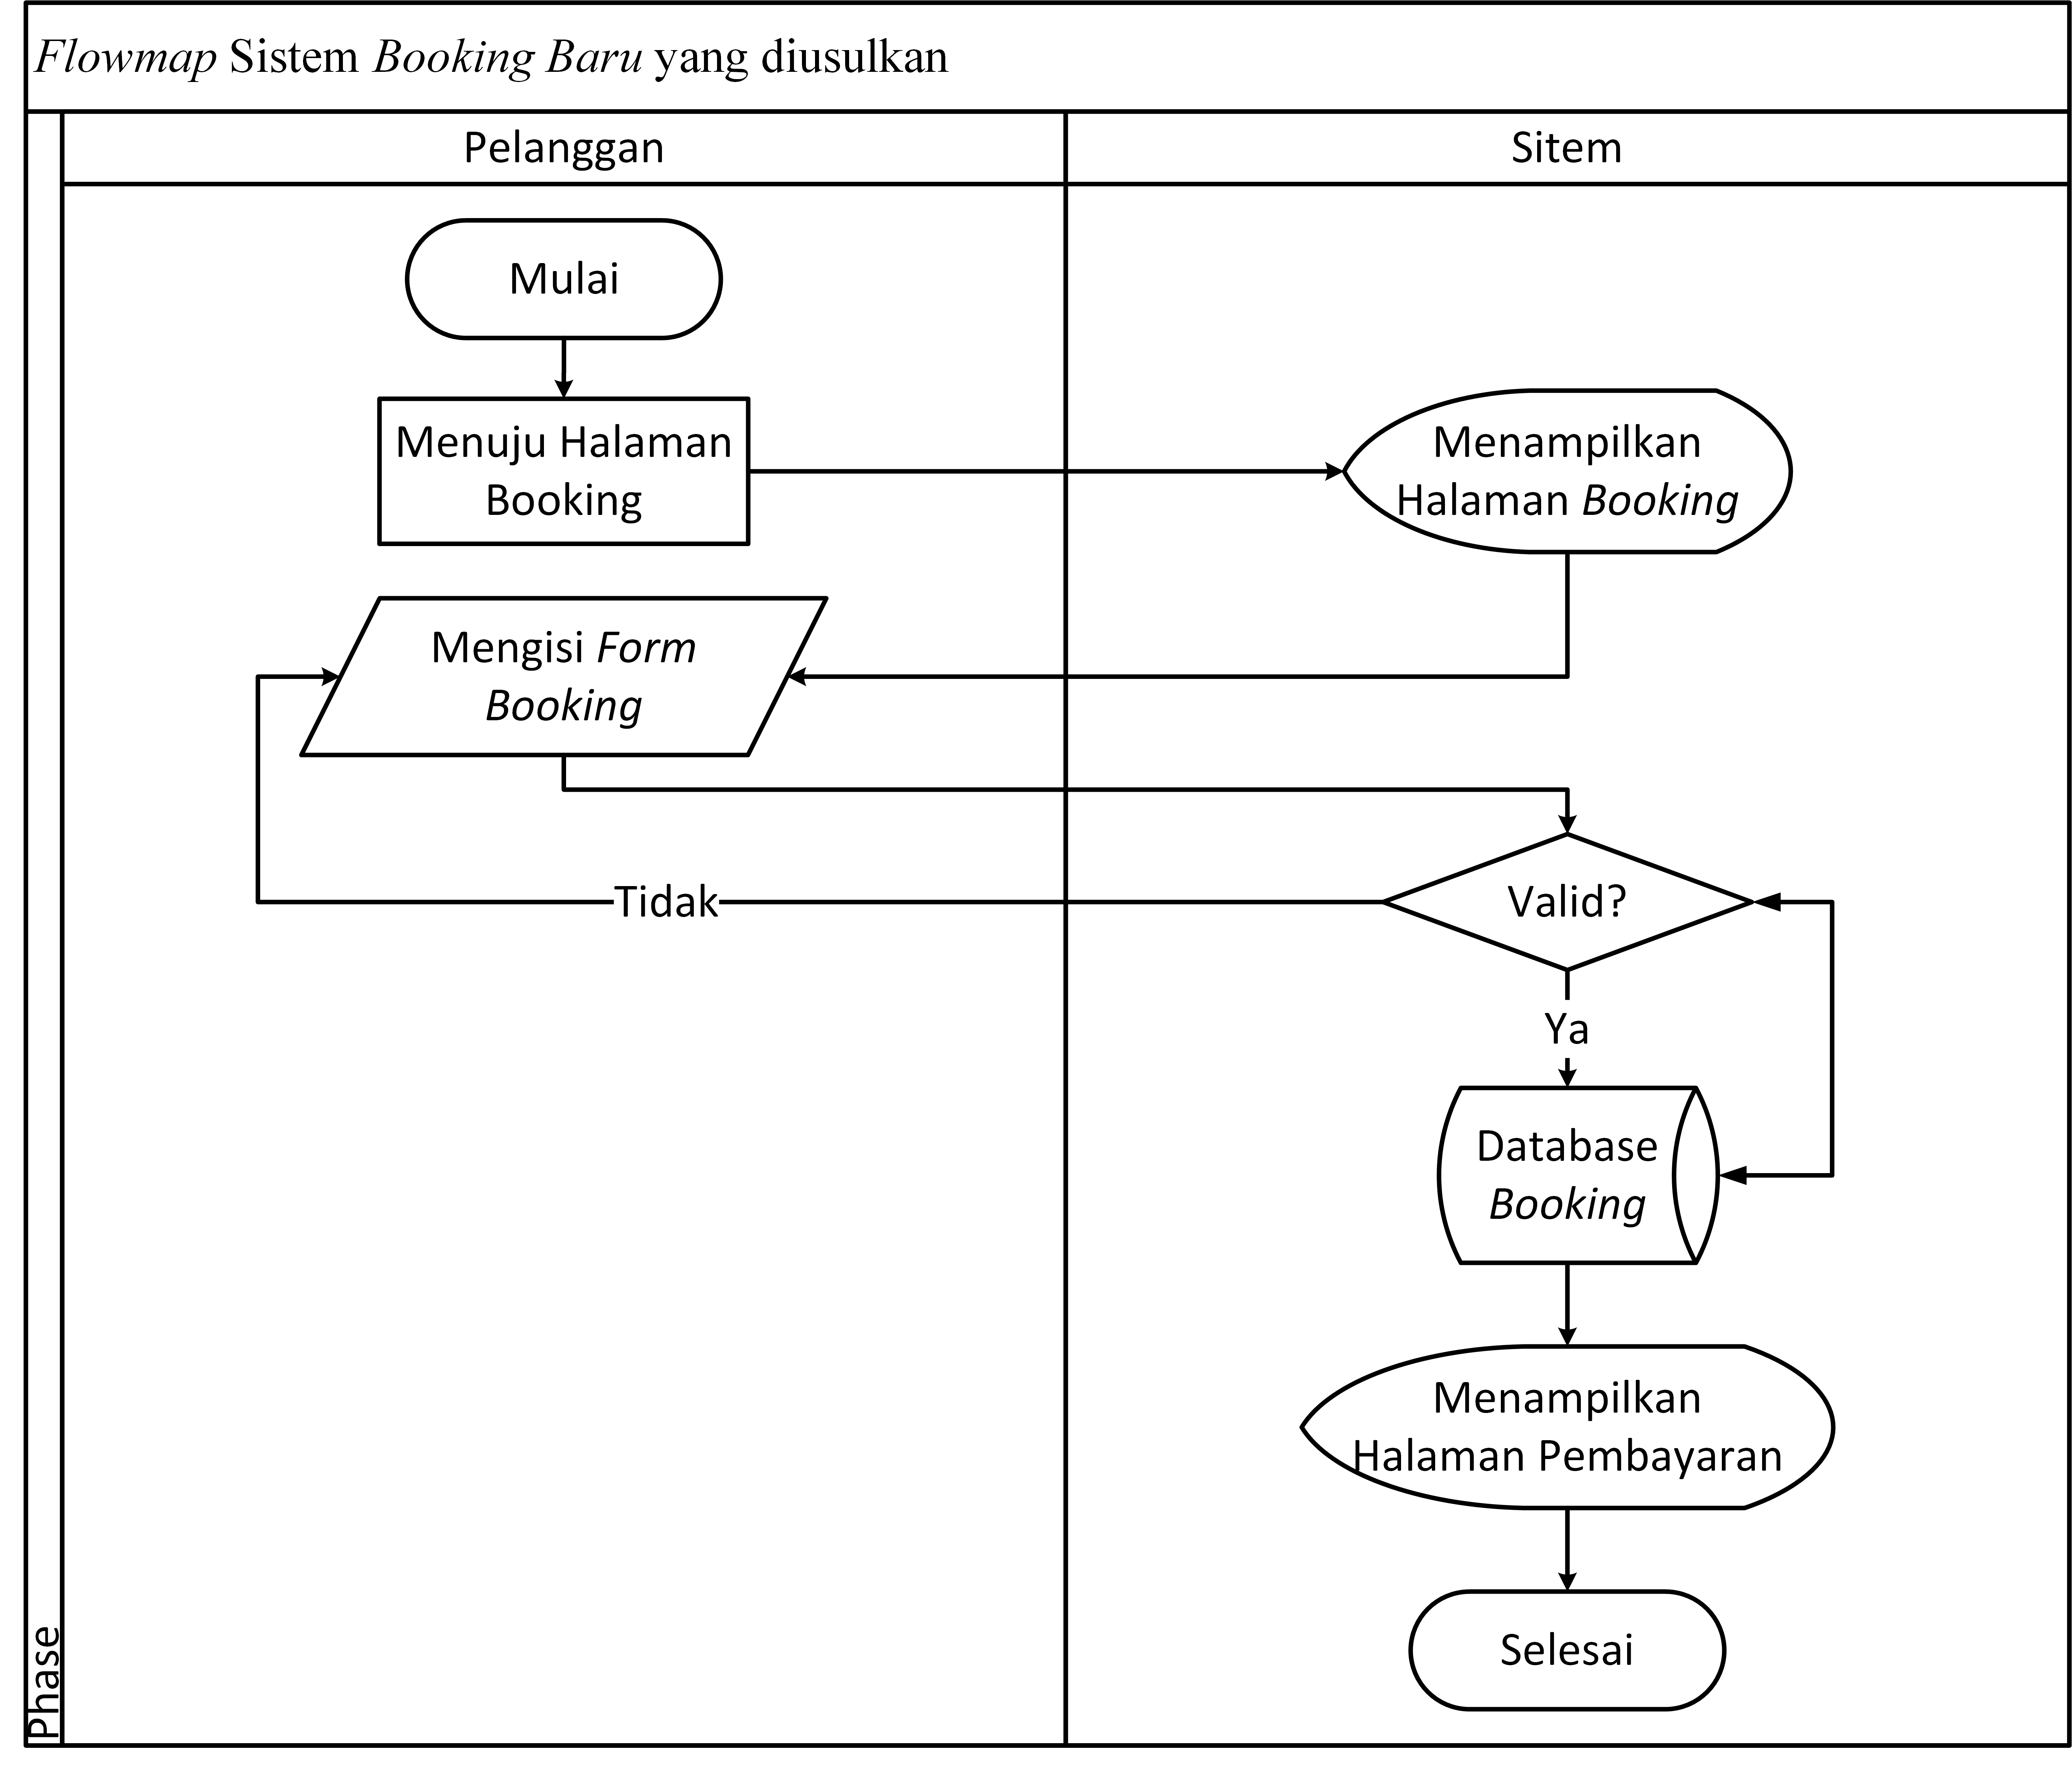 Flowmap Sistem Booking Baru yang diusulkan
Pelanggan
Sitem
Mulai
Menuju Halaman
Booking
Menampilkan
Halaman Booking
Mengisi Form
Booking
Valid?
Tidak
Ya
Database
Booking
Menampilkan
Halaman Pembayaran
Selesai
Phase